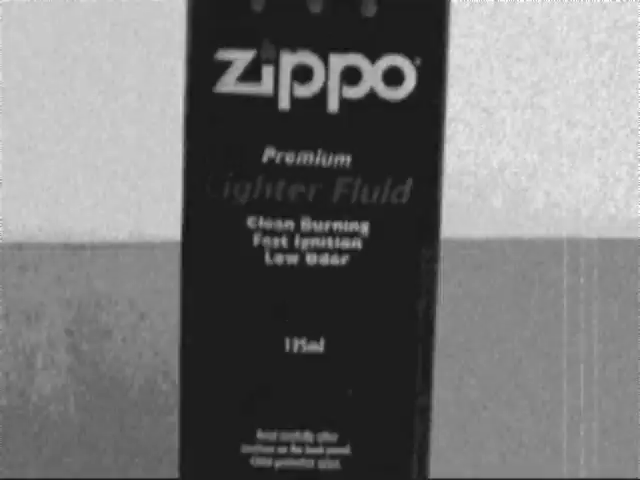 zippo
Premium
Lighter Fluid
Clean Burning
Fast Ignition
Low Odor
125ml